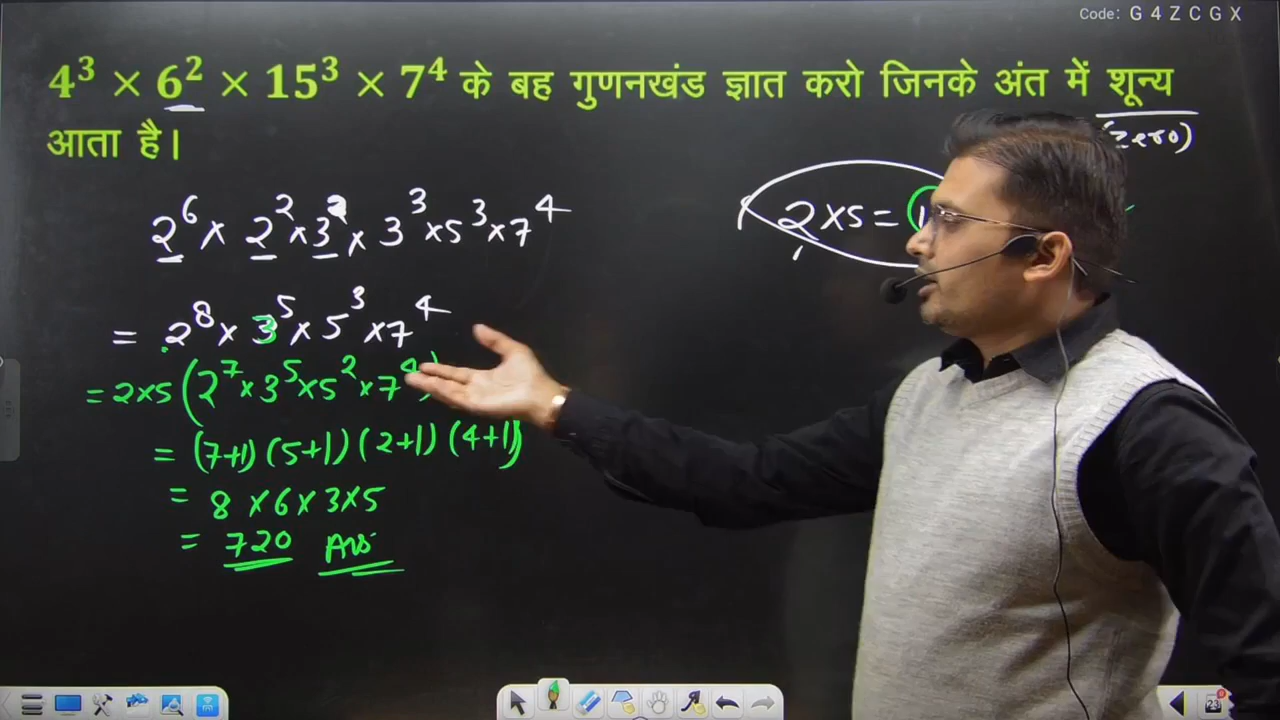 Code: G 4 Z C G X
4³ × 6² × 15³ × 7⁴ के बह गुणनखंड ज्ञात करो जिनके अंत में शून्य
(zero)
आता है।
2⁶ × 2² × 3² × 3³ × 5³ × 7⁴
2 × 5 =
= 2⁸ × 3⁵ × 5³ × 7⁴
= 2×5 (2⁷ × 3⁵ × 5² × 7⁴)
= (7+1) (5+1) (2+1) (4+1)
= 8 × 6 × 3 × 5
= 720 Ans